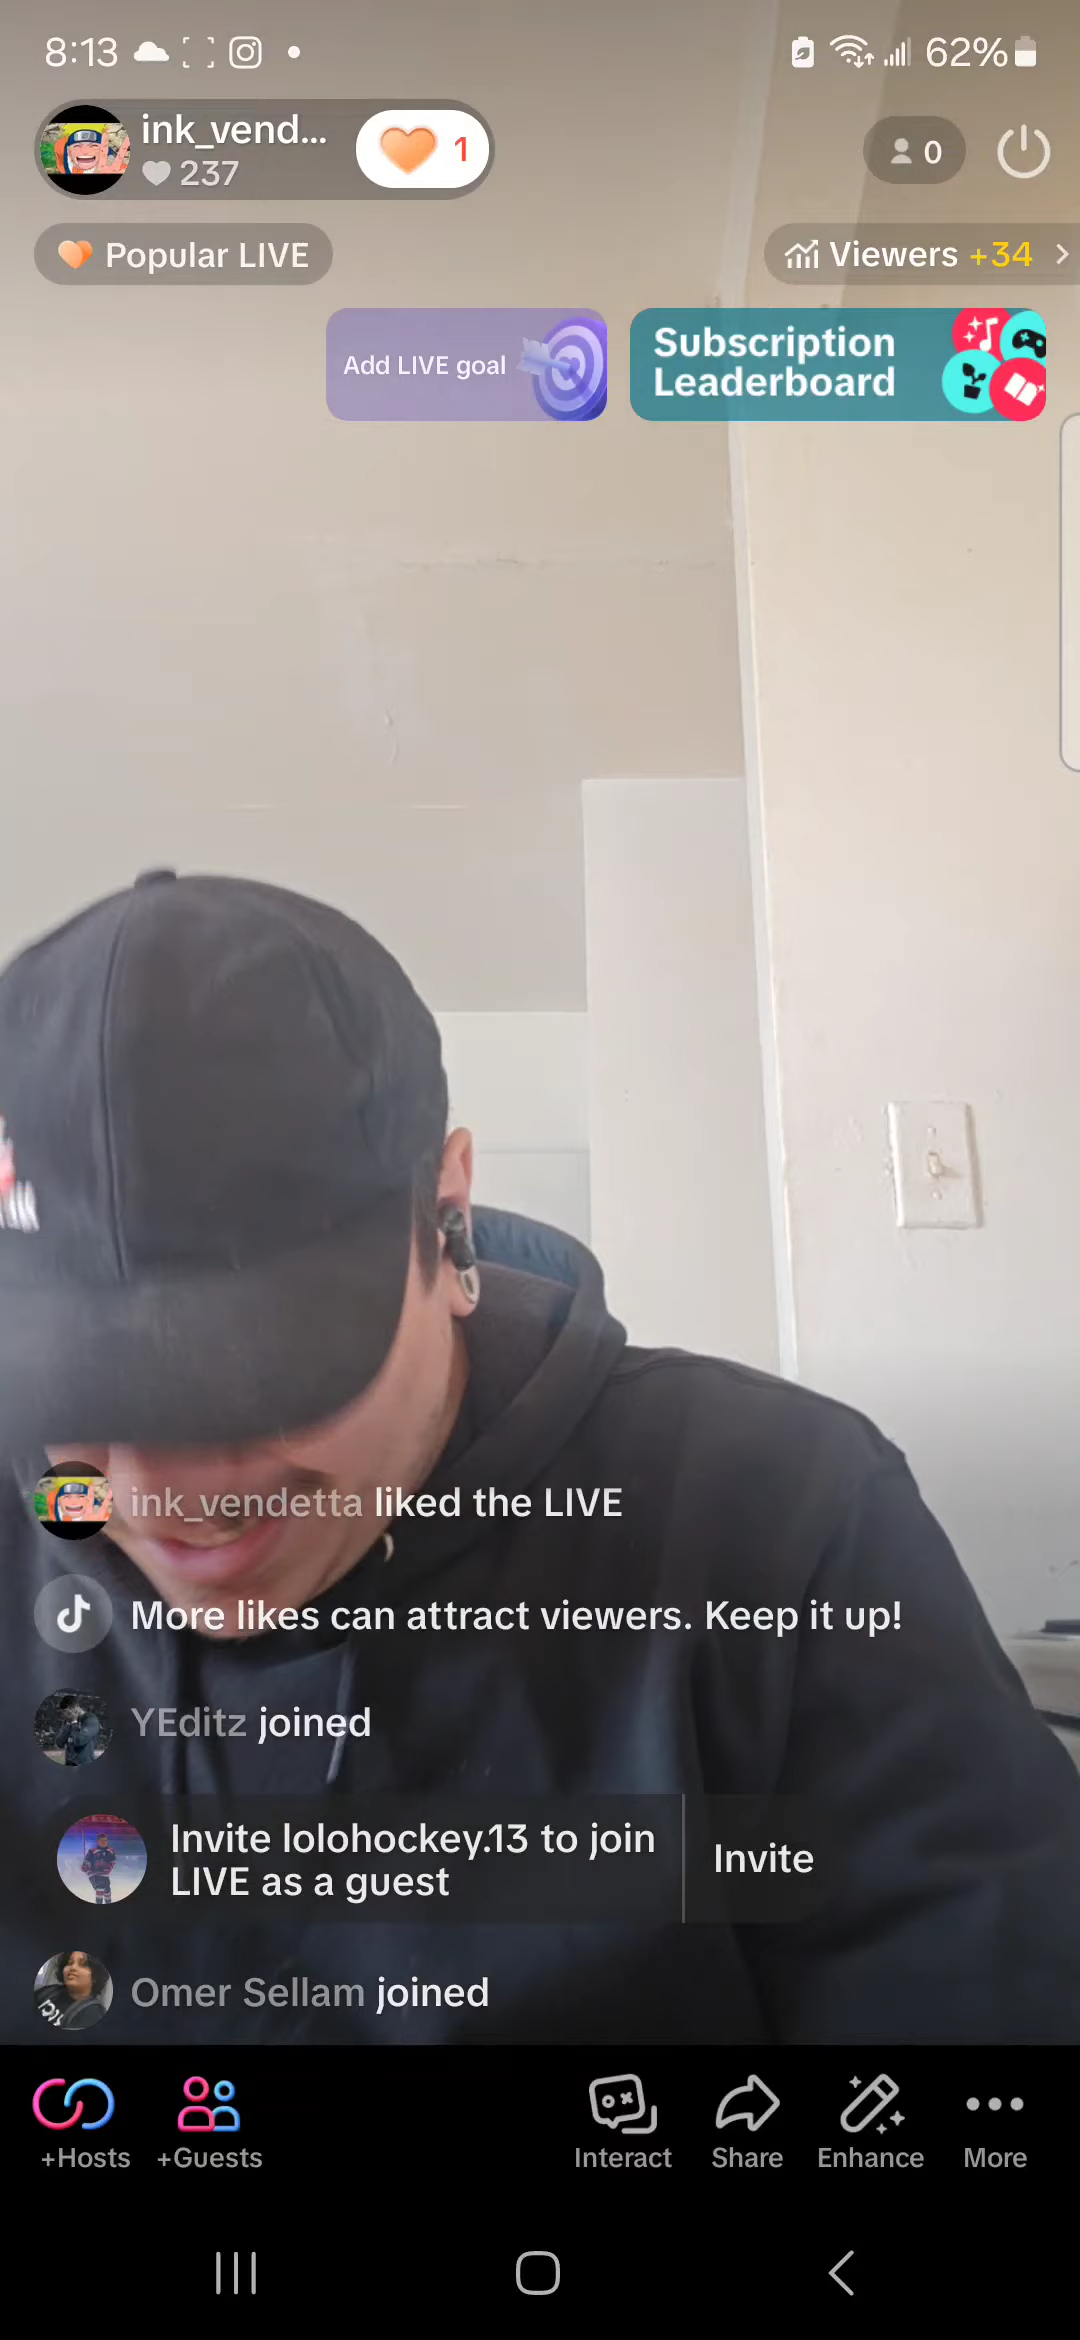 8:13
62%
ink_vend...
237
1
0
Popular LIVE
Viewers +34
Add LIVE goal
Subscription
Leaderboard
ink_vendetta liked the LIVE
More likes can attract viewers. Keep it up!
YEditz joined
Invite lolohockey.13 to join
LIVE as a guest
Invite
Omer Sellam joined
+Hosts
+Guests
Interact
Share
Enhance
More